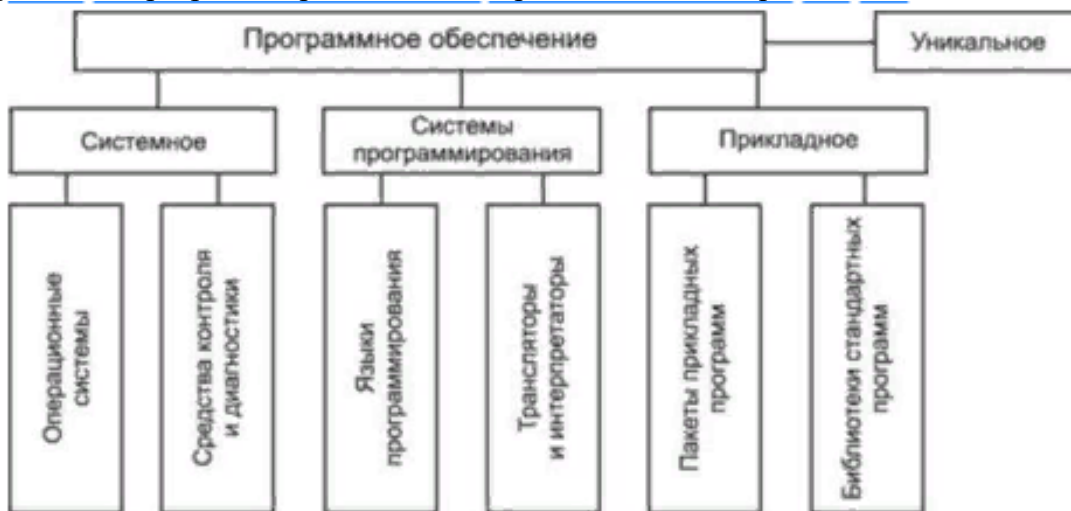 Программное обеспечение
Уникальное
Системное
Системы
программирования
Прикладное
Операционные
системы
Средства контроля
и диагностики
Языки
программирования
Трансляторы
и интерпретаторы
Пакеты прикладных
программ
Библиотеки стандартных
программ